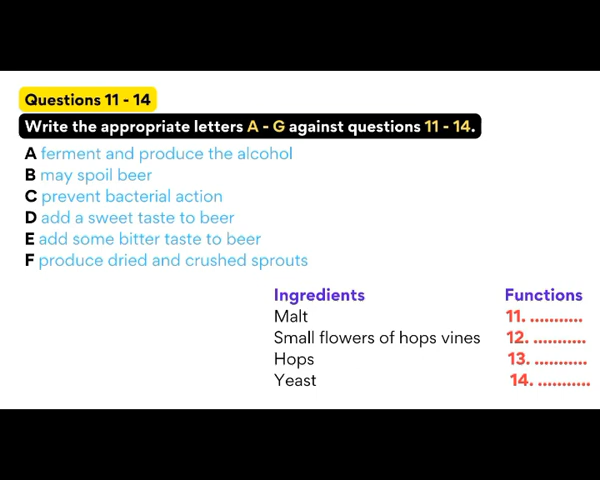 Questions 11 - 14
Write the appropriate letters A - G against questions 11 - 14.
A ferment and produce the alcohol
B may spoil beer
C prevent bacterial action
D add a sweet taste to beer
E add some bitter taste to beer
F produce dried and crushed sprouts
Ingredients Functions
Malt 11. ...........
Small flowers of hops vines 12. ...........
Hops 13. ...........
Yeast 14. ...........